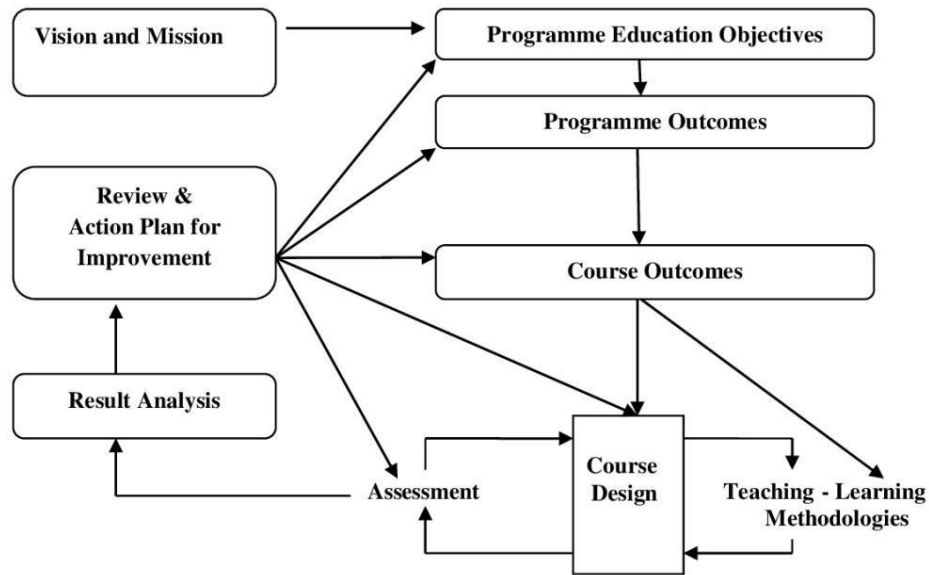 Vision and Mission
Programme Education Objectives
Programme Outcomes
Review &
Action Plan for
Improvement
Course Outcomes
Result Analysis
Assessment
Course
Design
Teaching - Learning
Methodologies